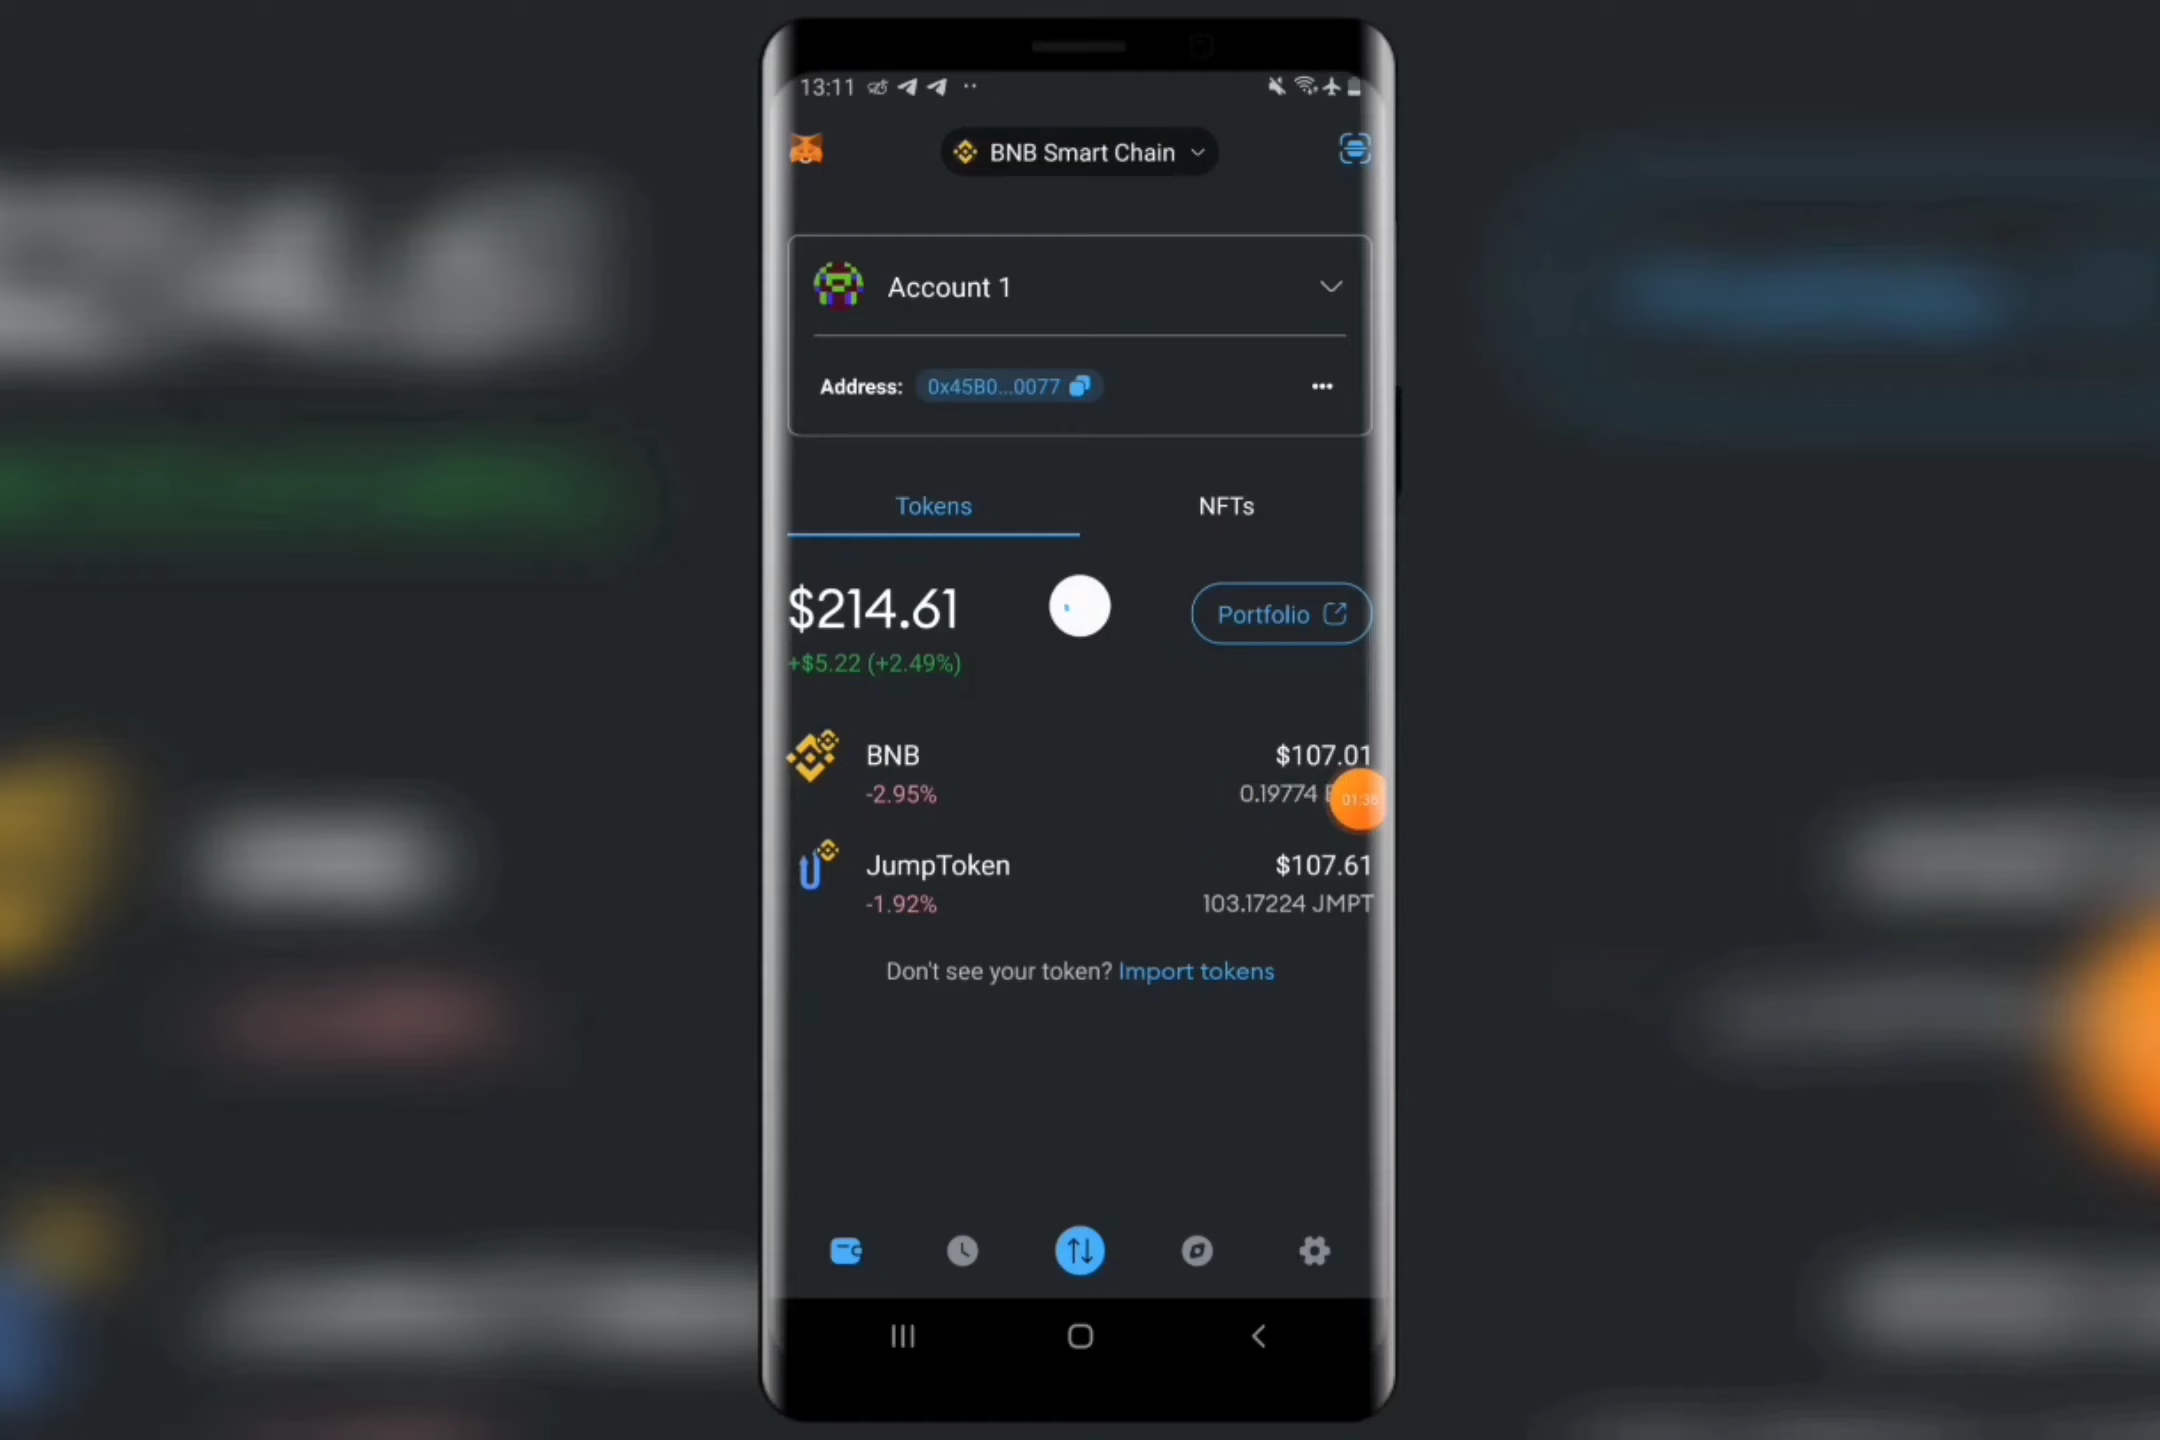 13:11
BNB Smart Chain
Account 1
Address: 0x45B0...0077
Tokens
NFTs
$214.61
Portfolio
+$5.22 (+2.49%)
BNB
$107.01
-2.95%
0.19774
01:36
JumpToken
$107.61
-1.92%
103.17224 JMPT
Don't see your token? Import tokens